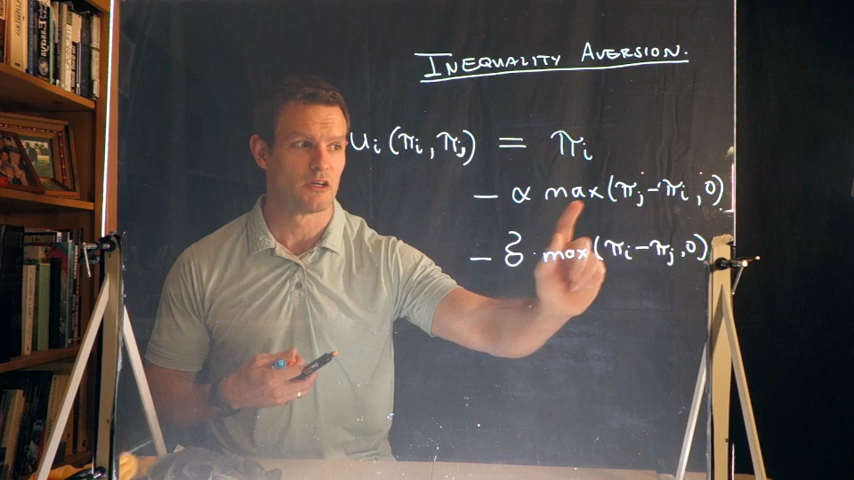 INEQUALITY AVERSION.
uᵢ(πᵢ, πⱼ) = πᵢ
− α max(πⱼ−πᵢ, 0)
− ξ max(πᵢ−πⱼ, 0)